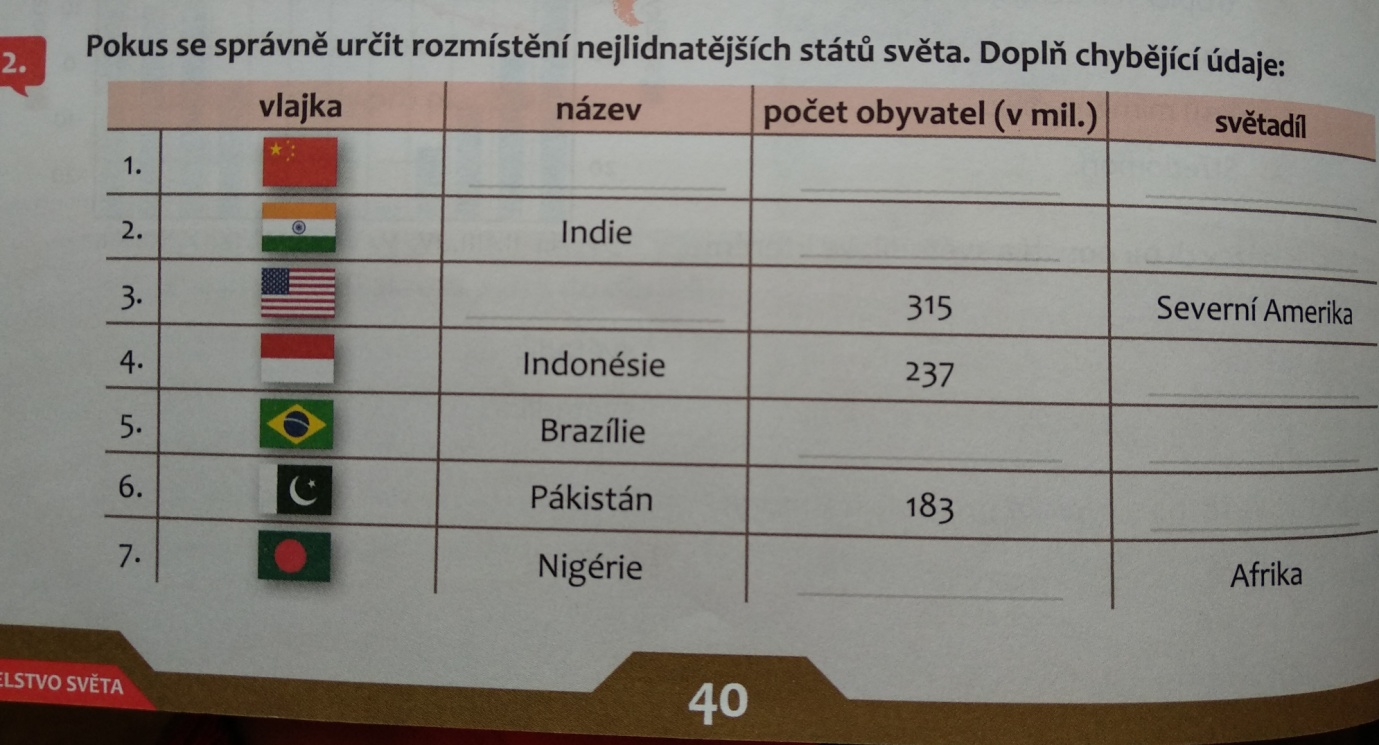 2. Pokus se správně určit rozmístění nejlidnatějších států světa. Doplň chybějící údaje:
vlajka název počet obyvatel (v mil.) světadíl
1.
2. Indie
3. 315 Severní Amerika
4. Indonésie 237
5. Brazílie
6. Pákistán 183
7. Nigérie Afrika
ELSTVO SVĚTA
40